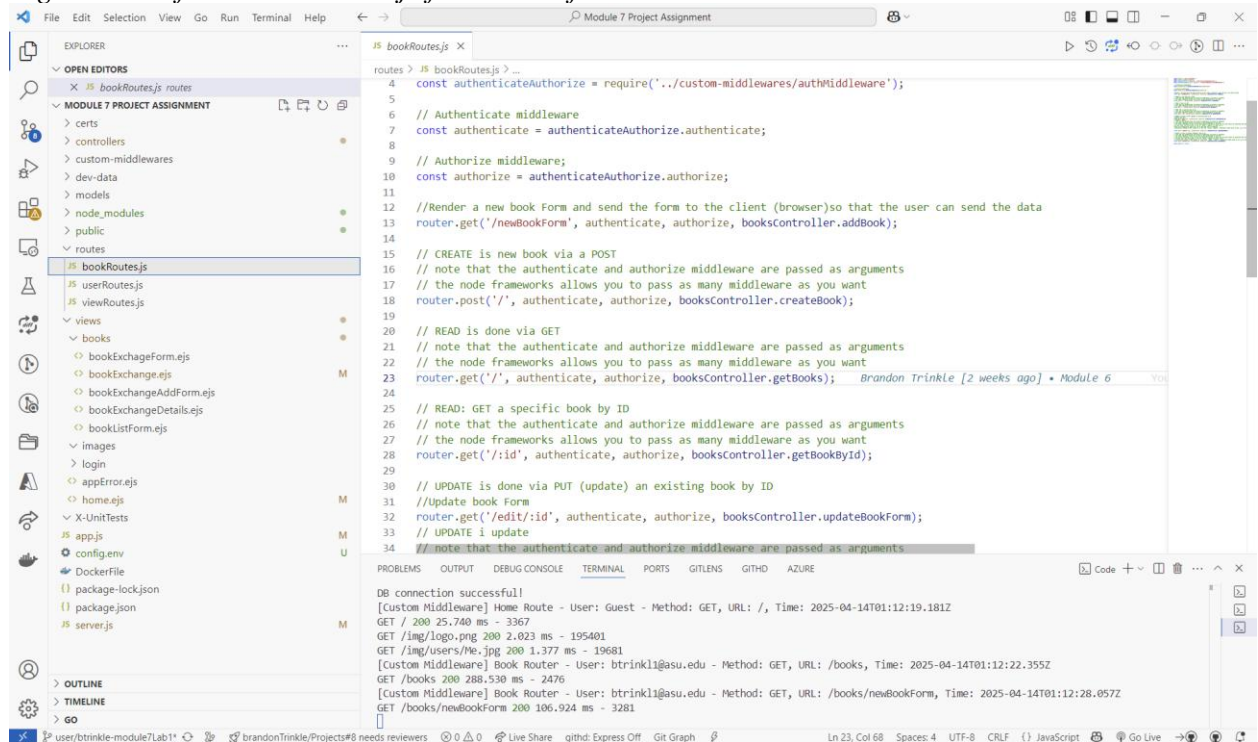 File Edit Selection View Go Run Terminal Help
Module 7 Project Assignment
EXPLORER
OPEN EDITORS
JS bookRoutes.js routes
MODULE 7 PROJECT ASSIGNMENT
> certs
> controllers
> custom-middlewares
> dev-data
> models
> node_modules
> public
routes
JS bookRoutes.js
JS userRoutes.js
JS viewRoutes.js
views
books
<> bookExchageForm.ejs
<> bookExchange.ejs M
<> bookExchangeAddForm.ejs
<> bookExchangeDetails.ejs
<> bookListForm.ejs
images
> login
<> appError.ejs
<> home.ejs M
X-UnitTests
JS app.js M
config.env U
DockerFile
{} package-lock.json
{} package.json
JS server.js M
> OUTLINE
> TIMELINE
> GO
JS bookRoutes.js
routes > JS bookRoutes.js > ...
4 const authenticateAuthorize = require('../custom-middlewares/authMiddleware');
5
6 // Authenticate middleware
7 const authenticate = authenticateAuthorize.authenticate;
8
9 // Authorize middleware;
10 const authorize = authenticateAuthorize.authorize;
11
12 //Render a new book Form and send the form to the client (browser)so that the user can send the data
13 router.get('/newBookForm', authenticate, authorize, booksController.addBook);
14
15 // CREATE is new book via a POST
16 // note that the authenticate and authorize middleware are passed as arguments
17 // the node frameworks allows you to pass as many middleware as you want
18 router.post('/', authenticate, authorize, booksController.createBook);
19
20 // READ is done via GET
21 // note that the authenticate and authorize middleware are passed as arguments
22 // the node frameworks allows you to pass as many middleware as you want
23 router.get('/', authenticate, authorize, booksController.getBooks); Brandon Trinkle [2 weeks ago] • Module 6 You
24
25 // READ: GET a specific book by ID
26 // note that the authenticate and authorize middleware are passed as arguments
27 // the node frameworks allows you to pass as many middleware as you want
28 router.get('/:id', authenticate, authorize, booksController.getBookById);
29
30 // UPDATE is done via PUT (update) an existing book by ID
31 //Update book Form
32 router.get('/edit/:id', authenticate, authorize, booksController.updateBookForm);
33 // UPDATE i update
34 // note that the authenticate and authorize middleware are passed as arguments
PROBLEMS OUTPUT DEBUG CONSOLE TERMINAL PORTS GITLENS GITHD AZURE
Code
DB connection successful!
[Custom Middleware] Home Route - User: Guest - Method: GET, URL: /, Time: 2025-04-14T01:12:19.181Z
GET / 200 25.740 ms - 3367
GET /img/logo.png 200 2.023 ms - 195401
GET /img/users/Me.jpg 200 1.377 ms - 19681
[Custom Middleware] Book Router - User: btrinkl1@asu.edu - Method: GET, URL: /books, Time: 2025-04-14T01:12:22.355Z
GET /books 200 288.530 ms - 2476
[Custom Middleware] Book Router - User: btrinkl1@asu.edu - Method: GET, URL: /books/newBookForm, Time: 2025-04-14T01:12:28.057Z
GET /books/newBookForm 200 106.924 ms - 3281
user/btrinkle-module7Lab1* brandonTrinkle/Projects#8 needs reviewers 0 0 Live Share githd: Express Off Git Graph Ln 23, Col 68 Spaces: 4 UTF-8 CRLF {} JavaScript Go Live